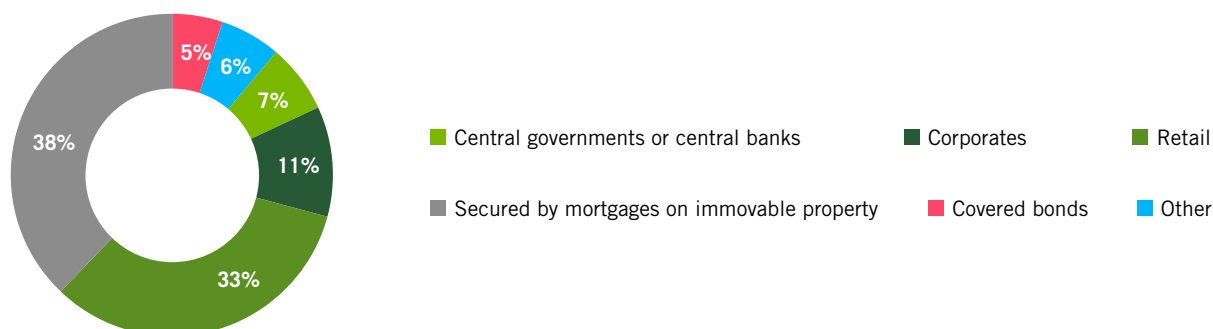 5%
6%
7%
38%
11%
33%
Central governments or central banks
Corporates
Retail
Secured by mortgages on immovable property
Covered bonds
Other